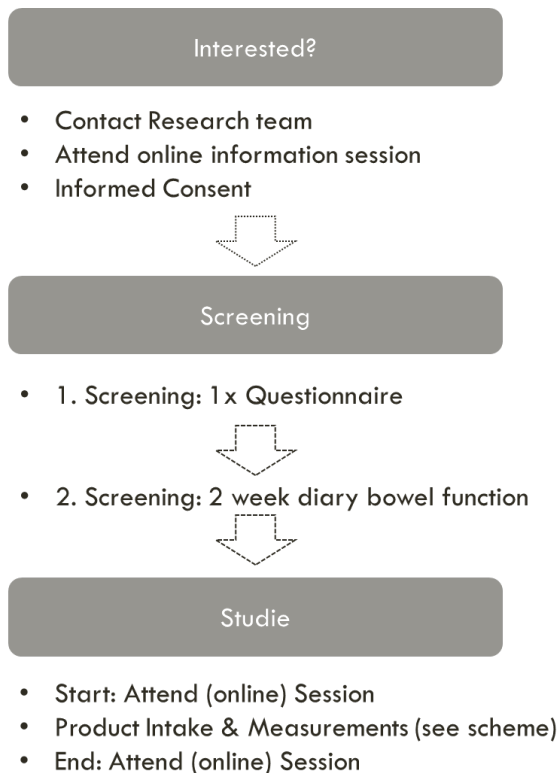 Interested?
• Contact Research team
• Attend online information session
• Informed Consent
Screening
• 1. Screening: 1x Questionnaire
• 2. Screening: 2 week diary bowel function
Studie
• Start: Attend (online) Session
• Product Intake & Measurements (see scheme)
• End: Attend (online) Session